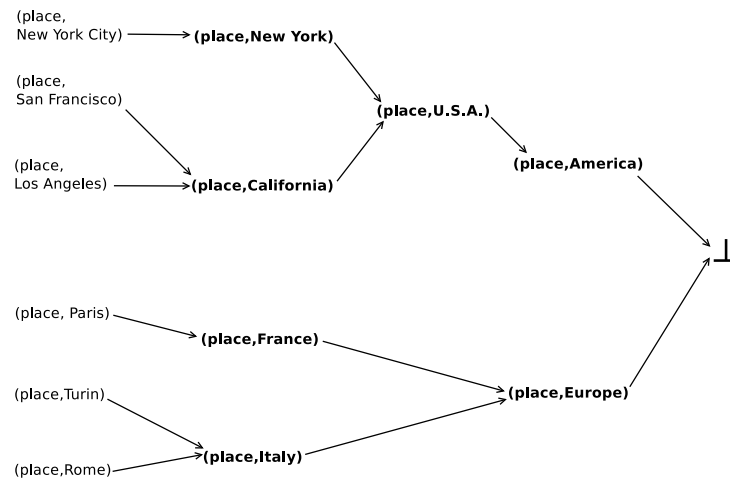 (place,
New York City)
(place,New York)
(place,
San Francisco)
(place,U.S.A.)
(place,America)
(place,
Los Angeles)
(place,California)
⊥
(place, Paris)
(place,France)
(place,Turin)
(place,Europe)
(place,Italy)
(place,Rome)